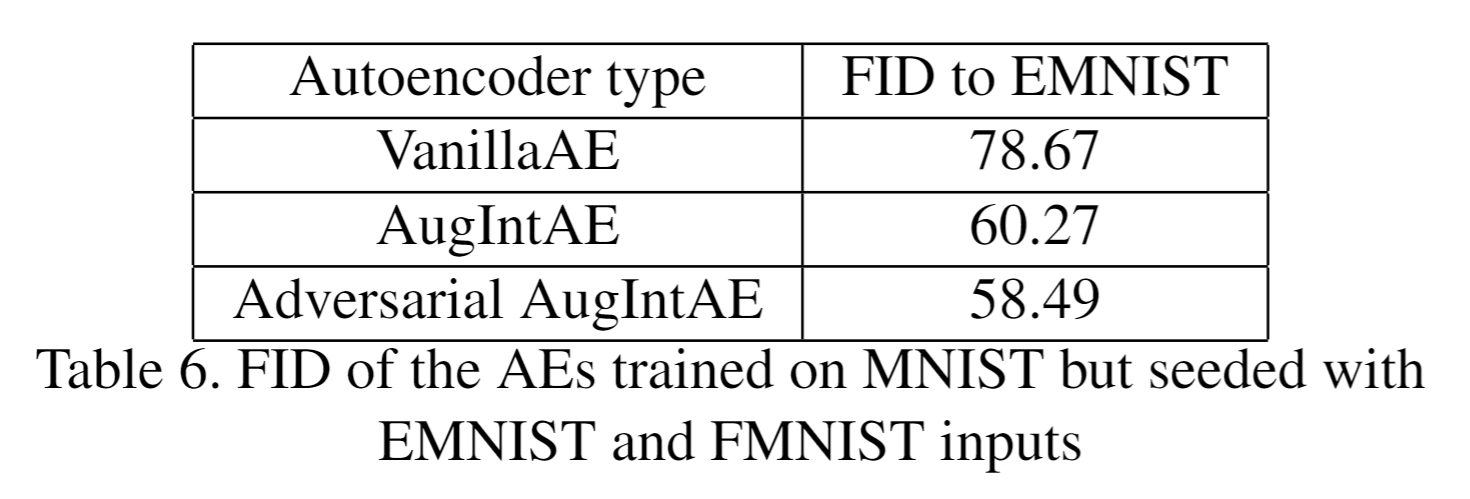 Autoencoder type FID to EMNIST
VanillaAE 78.67
AugIntAE 60.27
Adversarial AugIntAE 58.49
Table 6. FID of the AEs trained on MNIST but seeded with
EMNIST and FMNIST inputs